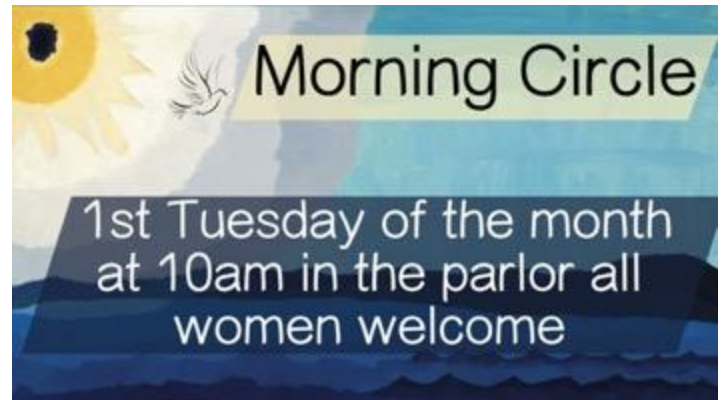 Morning Circle
1st Tuesday of the month
at 10am in the parlor all
women welcome